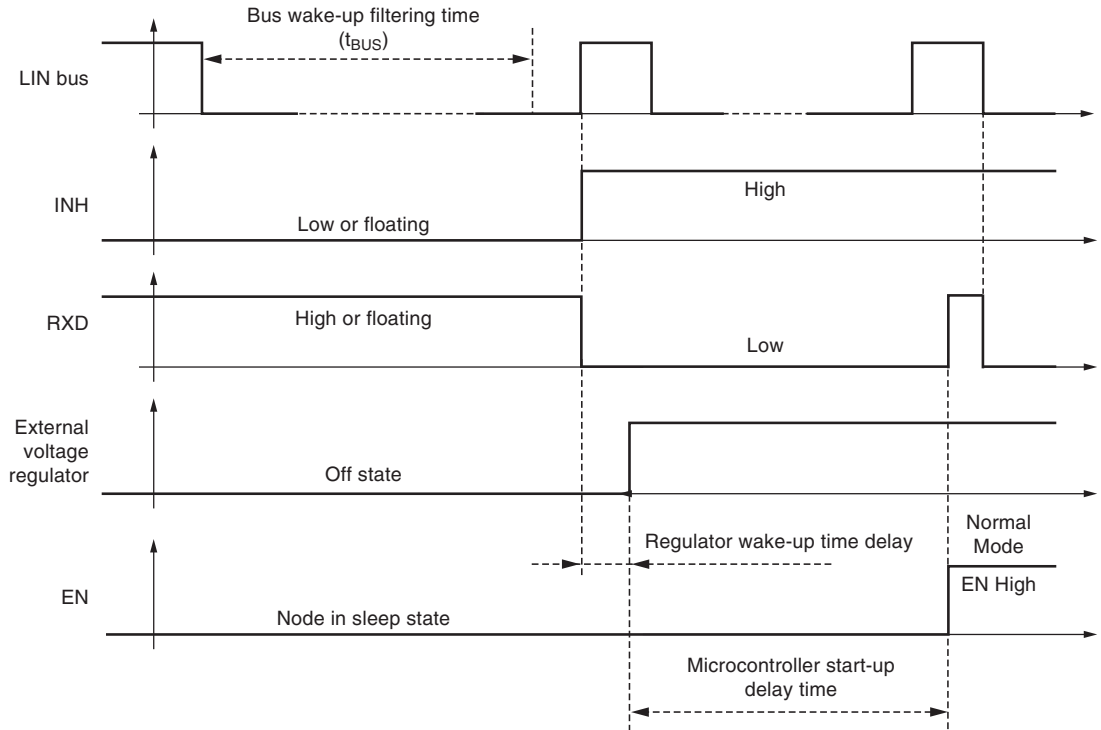 Bus wake-up filtering time
(tBUS)
LIN bus
INH
Low or floating
High
RXD
High or floating
Low
External
voltage
regulator
Off state
Regulator wake-up time delay
Normal
Mode
EN
EN High
Node in sleep state
Microcontroller start-up
delay time